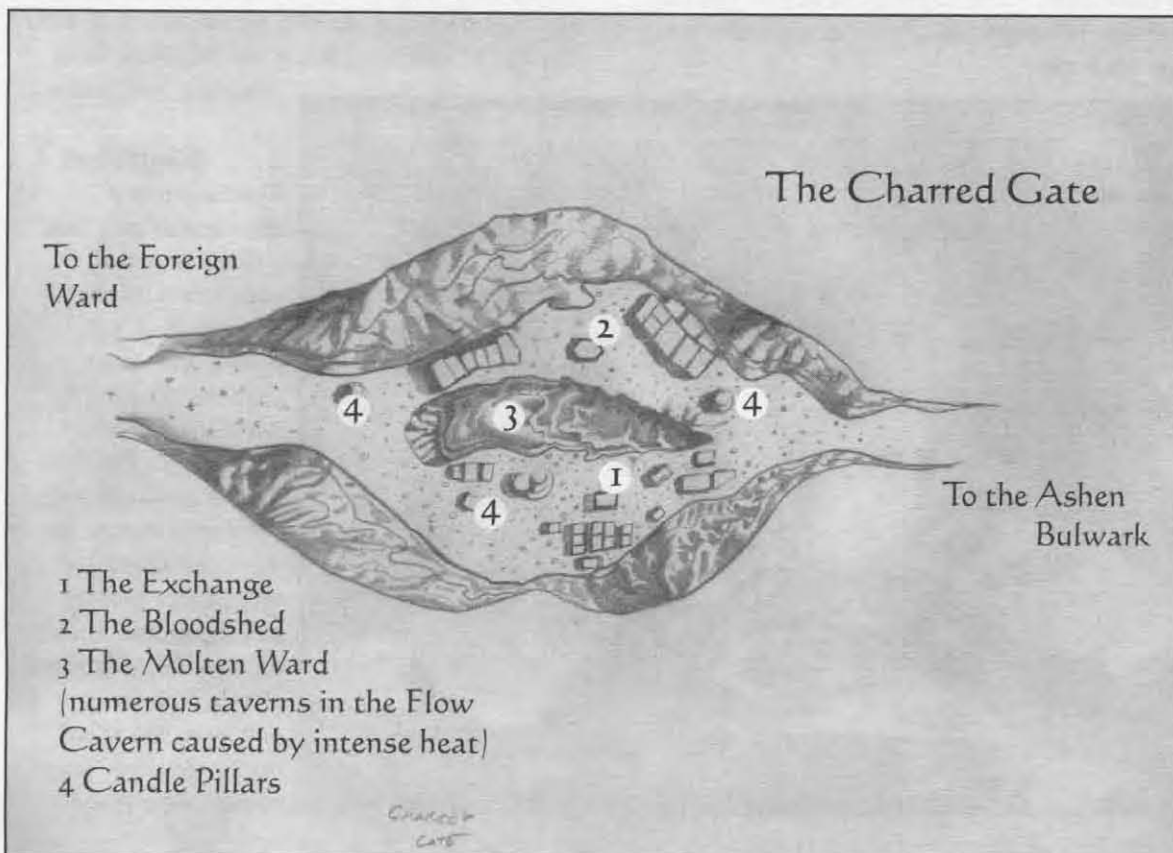 The Charred Gate
To the Foreign
Ward
2
4
4
3
1
4
To the Ashen
Bulwark
1 The Exchange
2 The Bloodshed
3 The Molten Ward
(numerous taverns in the Flow
Cavern caused by intense heat)
4 Candle Pillars
CHARRED
GATE